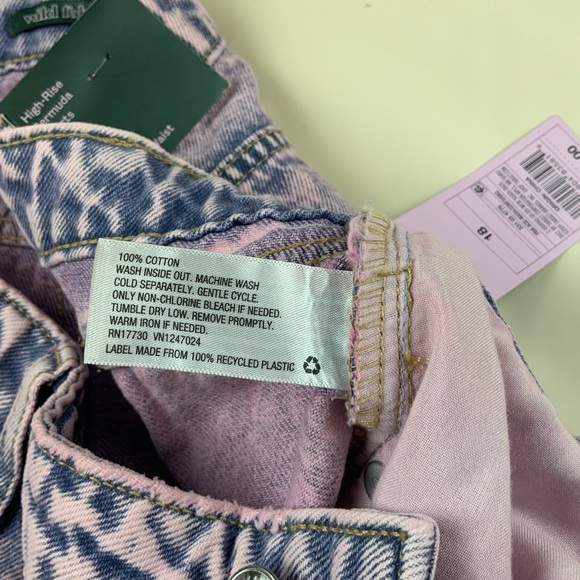 wild
High-Rise
100% COTTON
WASH INSIDE OUT. MACHINE WASH
COLD SEPARATELY. GENTLE CYCLE.
ONLY NON-CHLORINE BLEACH IF NEEDED.
TUMBLE DRY LOW. REMOVE PROMPTLY.
WARM IRON IF NEEDED.
RN17730 VN1247024
LABEL MADE FROM 100% RECYCLED PLASTIC
18